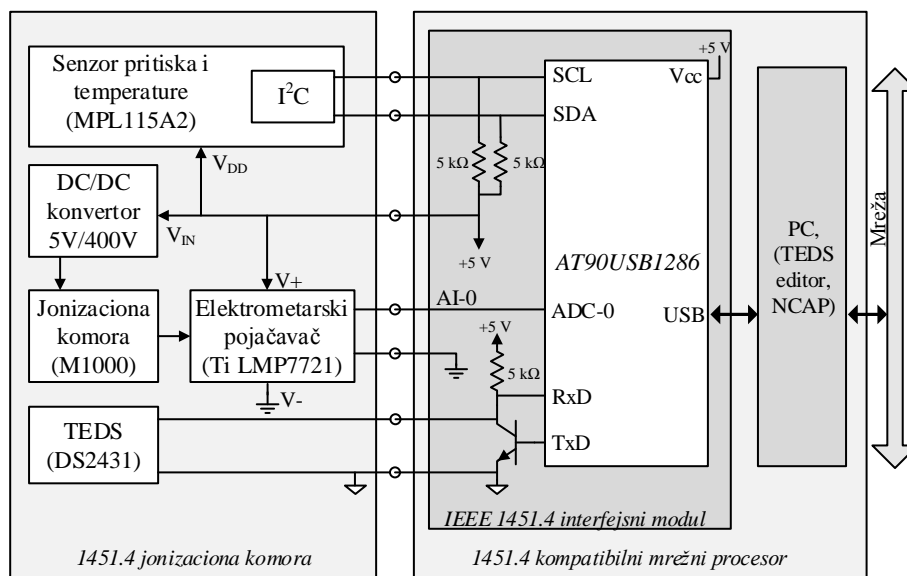 Senzor pritiska i
temperature
(MPL115A2)
I²C
V_DD
DC/DC
konvertor
5V/400V
V_IN
V+
Jonizaciona
komora
(M1000)
Elektrometarski
pojačavač
(Ti LMP7721)
V-
TEDS
(DS2431)
1451.4 jonizaciona komora
+5 V
SCL
Vcc
SDA
5 kΩ
5 kΩ
+5 V
AT90USB1286
AI-0
ADC-0
USB
+5 V
5 kΩ
RxD
TxD
IEEE 1451.4 interfejsni modul
PC,
(TEDS
editor,
NCAP)
Mreža
1451.4 kompatibilni mrežni procesor